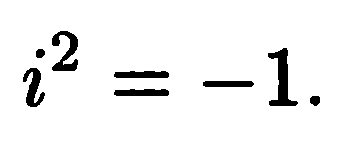 i² = −1.